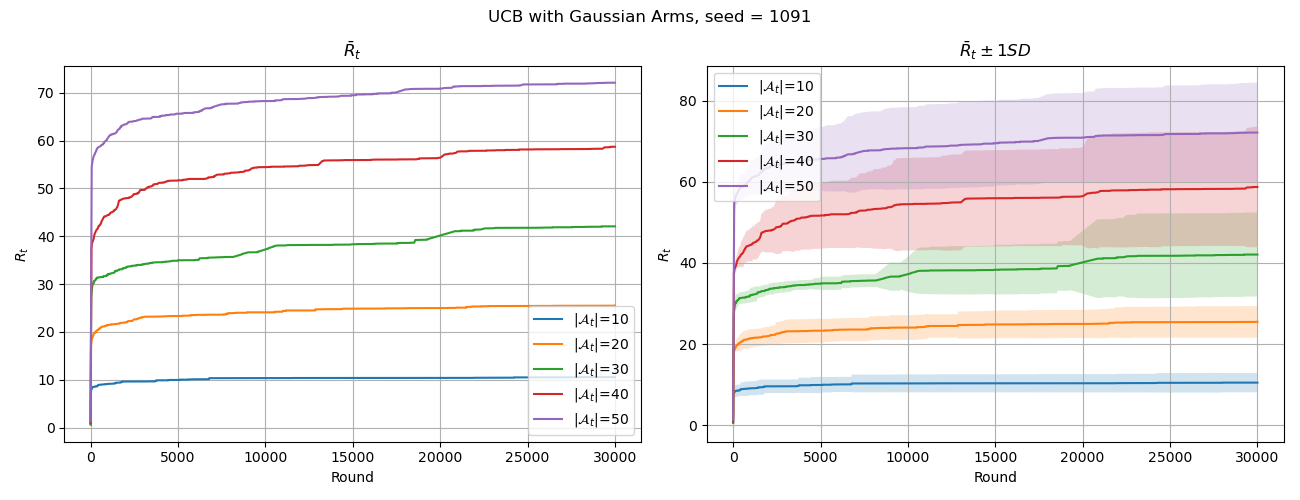 UCB with Gaussian Arms, seed = 1091
R̄ₜ
70
60
50
40
30
20
10
0
Rₜ
0 5000 10000 15000 20000 25000 30000
Round
|𝒜ₜ|=10
|𝒜ₜ|=20
|𝒜ₜ|=30
|𝒜ₜ|=40
|𝒜ₜ|=50
R̄ₜ ± 1SD
80
60
40
20
0
Rₜ
0 5000 10000 15000 20000 25000 30000
Round
|𝒜ₜ|=10
|𝒜ₜ|=20
|𝒜ₜ|=30
|𝒜ₜ|=40
|𝒜ₜ|=50